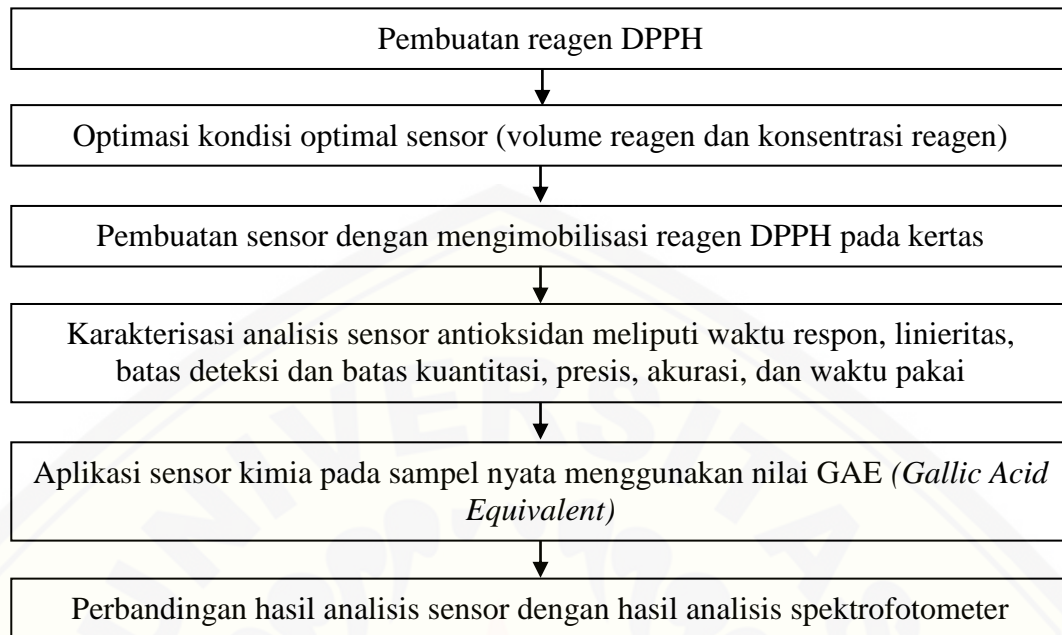 Pembuatan reagen DPPH
Optimasi kondisi optimal sensor (volume reagen dan konsentrasi reagen)
Pembuatan sensor dengan mengimobilisasi reagen DPPH pada kertas
Karakterisasi analisis sensor antioksidan meliputi waktu respon, linieritas,
batas deteksi dan batas kuantitasi, presis, akurasi, dan waktu pakai
Aplikasi sensor kimia pada sampel nyata menggunakan nilai GAE (Gallic Acid
Equivalent)
Perbandingan hasil analisis sensor dengan hasil analisis spektrofotometer
UNIVERSITAS